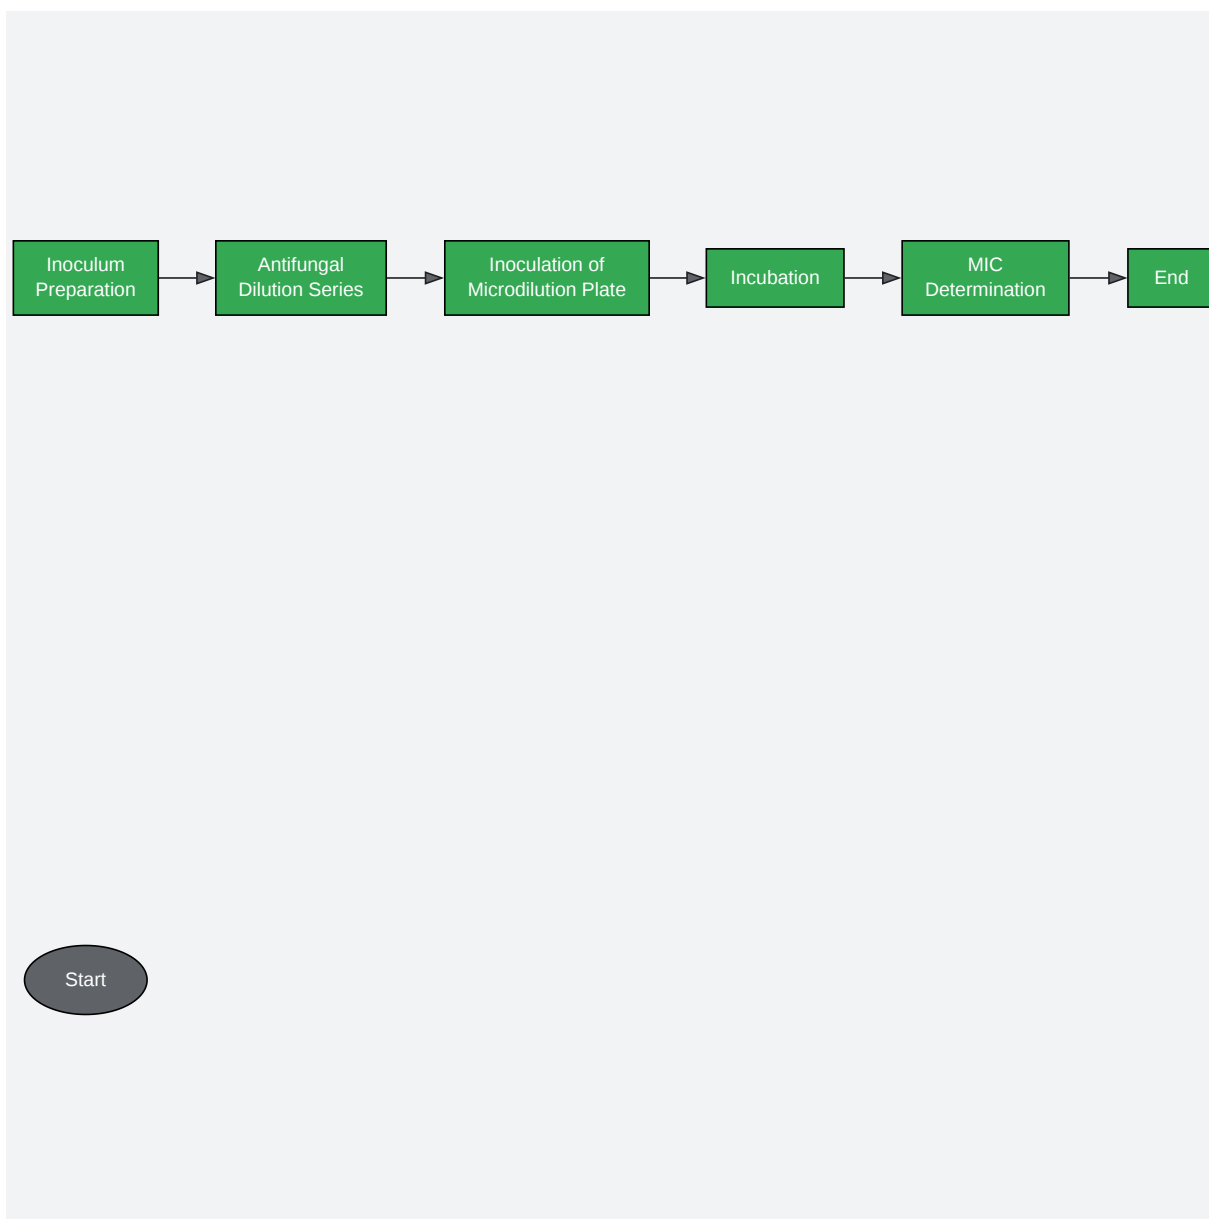 Inoculum
Preparation
Antifungal
Dilution Series
Inoculation of
Microdilution Plate
Incubation
MIC
Determination
End
Start